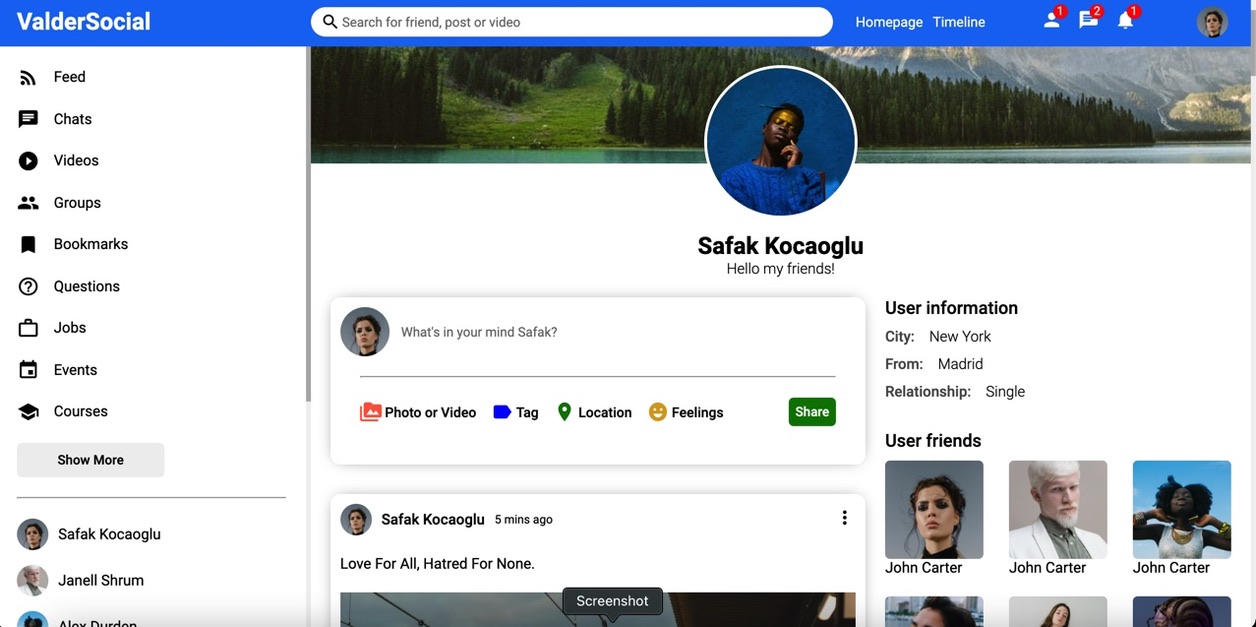 ValderSocial
Search for friend, post or video
Homepage Timeline
1
2
1
Feed
Chats
Videos
Groups
Bookmarks
Questions
Jobs
Events
Courses
Show More
Safak Kocaoglu
Janell Shrum
Alex Durden
Safak Kocaoglu
Hello my friends!
What's in your mind Safak?
Photo or Video Tag Location Feelings Share
Safak Kocaoglu 5 mins ago
Love For All, Hatred For None.
Screenshot
User information
City: New York
From: Madrid
Relationship: Single
User friends
John Carter John Carter John Carter